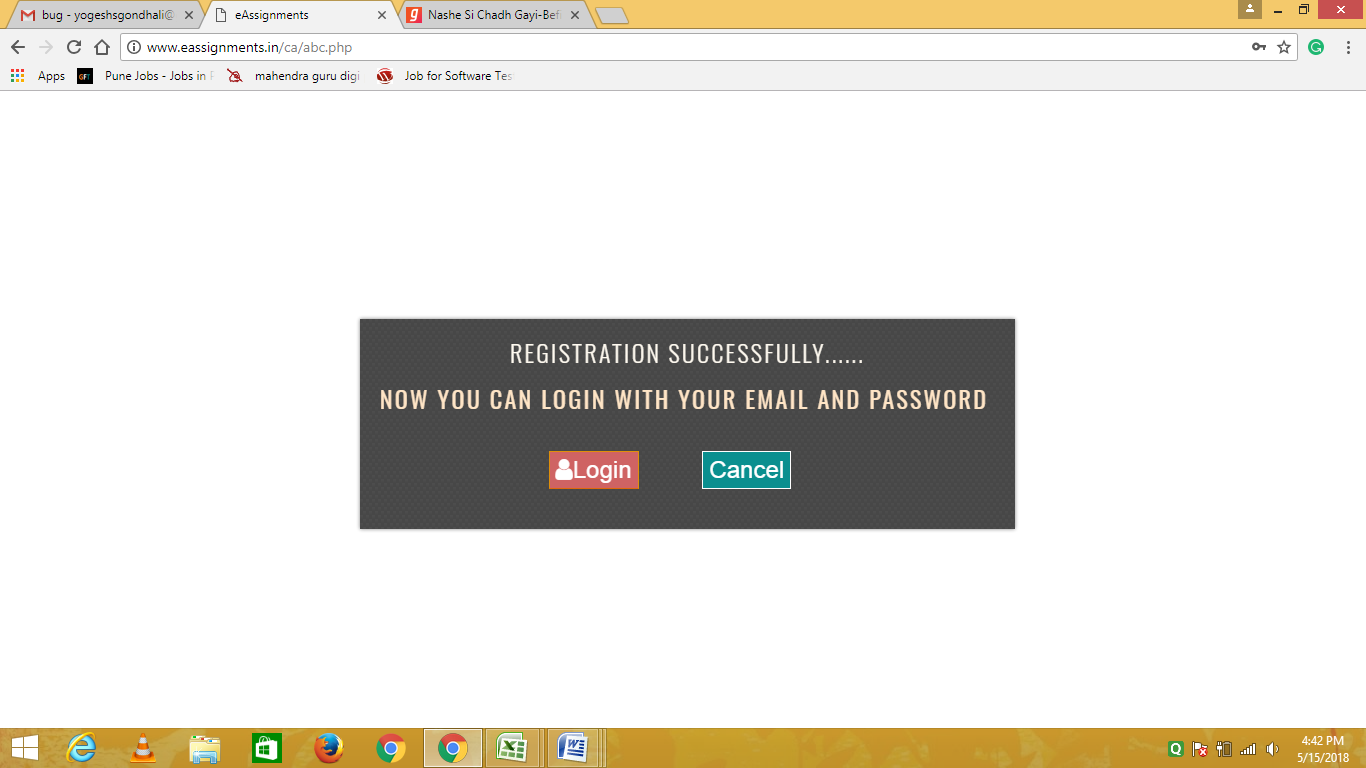 bug - yogeshsgondhali@
eAssignments
Nashe Si Chadh Gayi-Befi
www.eassignments.in/ca/abc.php
Apps
Pune Jobs - Jobs in P
mahendra guru digi
Job for Software Tes
REGISTRATION SUCCESSFULLY......
NOW YOU CAN LOGIN WITH YOUR EMAIL AND PASSWORD
Login
Cancel
4:42 PM
5/15/2018